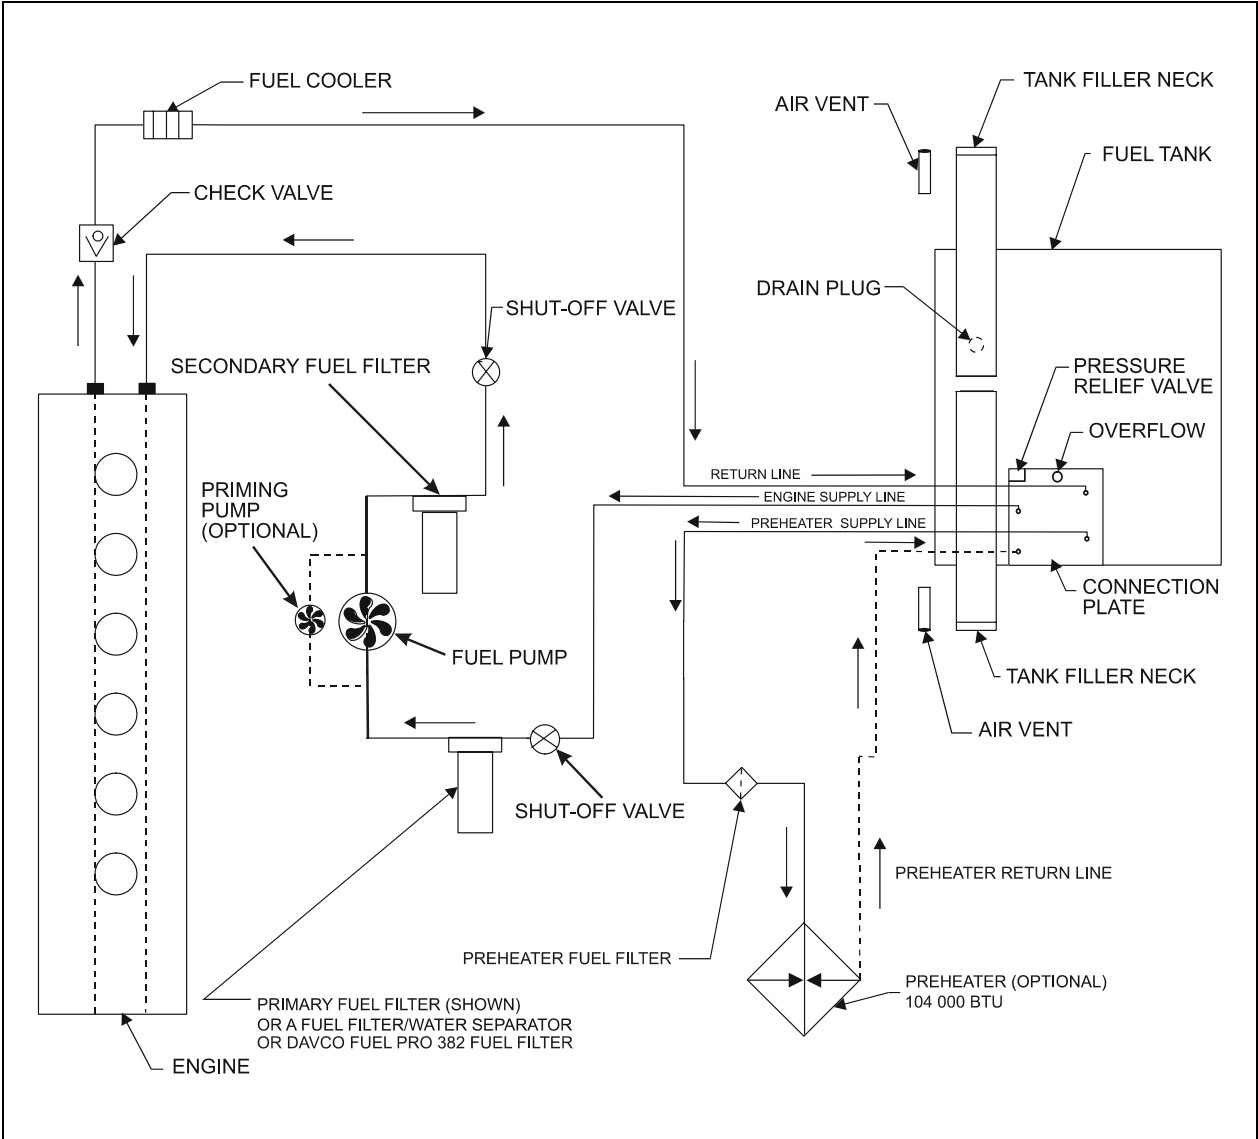 FUEL COOLER
TANK FILLER NECK
AIR VENT
FUEL TANK
CHECK VALVE
DRAIN PLUG
SHUT-OFF VALVE
SECONDARY FUEL FILTER
PRESSURE
RELIEF VALVE
OVERFLOW
RETURN LINE
ENGINE SUPPLY LINE
PREHEATER SUPPLY LINE
PRIMING
PUMP
(OPTIONAL)
CONNECTION
PLATE
FUEL PUMP
TANK FILLER NECK
AIR VENT
SHUT-OFF VALVE
PREHEATER RETURN LINE
PREHEATER FUEL FILTER
PREHEATER (OPTIONAL)
104 000 BTU
PRIMARY FUEL FILTER (SHOWN)
OR A FUEL FILTER/WATER SEPARATOR
OR DAVCO FUEL PRO 382 FUEL FILTER
ENGINE